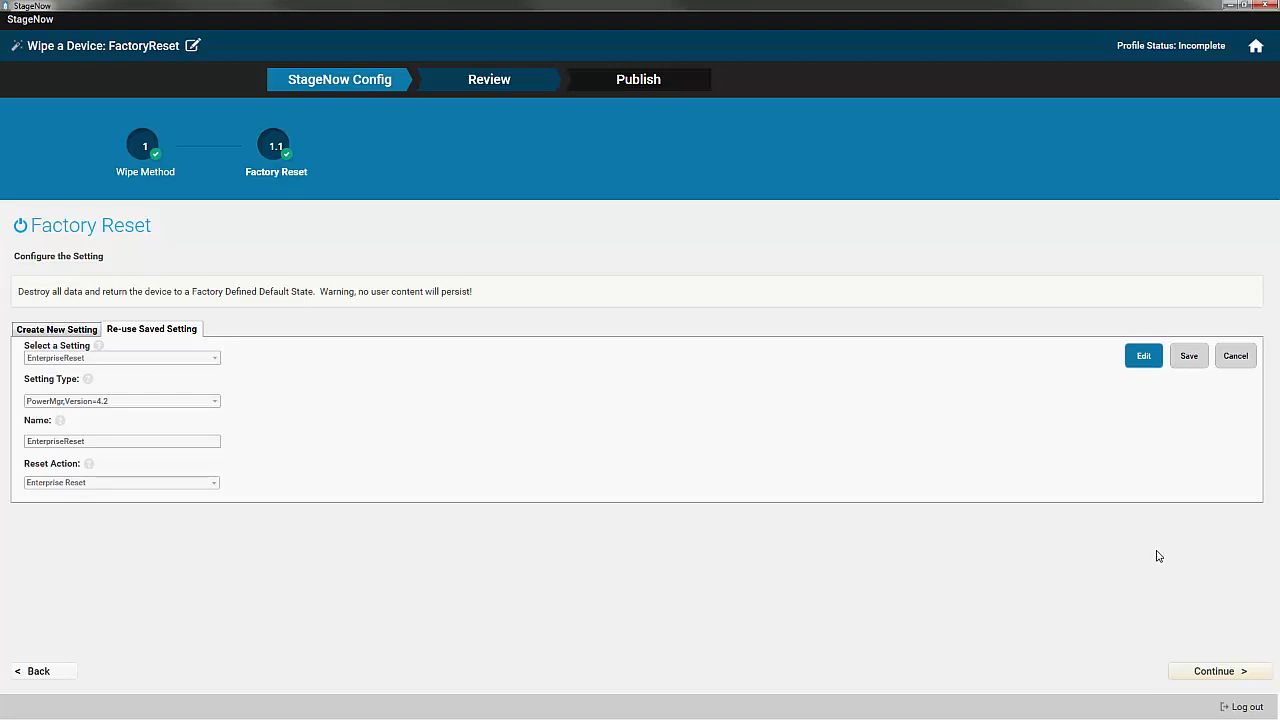 StageNow
StageNow
Wipe a Device: FactoryReset
Profile Status: Incomplete
StageNow Config
Review
Publish
1
1.1
Wipe Method
Factory Reset
Factory Reset
Configure the Setting
Destroy all data and return the device to a Factory Defined Default State.  Warning, no user content will persist!
Create New Setting
Re-use Saved Setting
Select a Setting ?
EnterpriseReset
Edit
Save
Cancel
Setting Type: ?
PowerMgr,Version=4.2
Name: ?
EnterpriseReset
Reset Action: ?
Enterprise Reset
< Back
Continue >
Log out